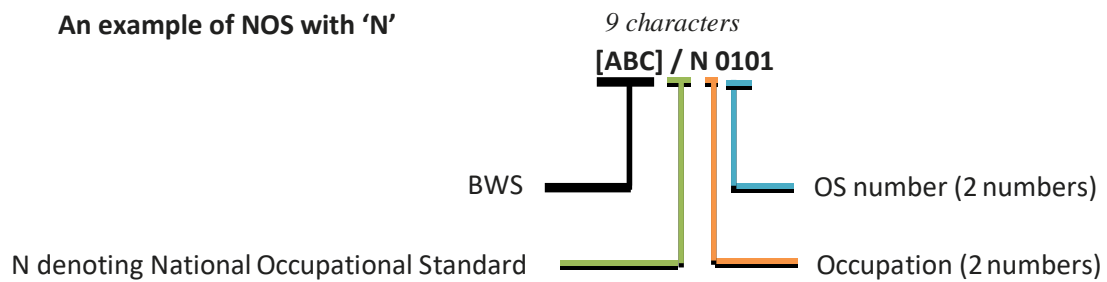 An example of NOS with ‘N’
9 characters
[ABC] / N 0101
BWS
OS number (2 numbers)
N denoting National Occupational Standard
Occupation (2 numbers)